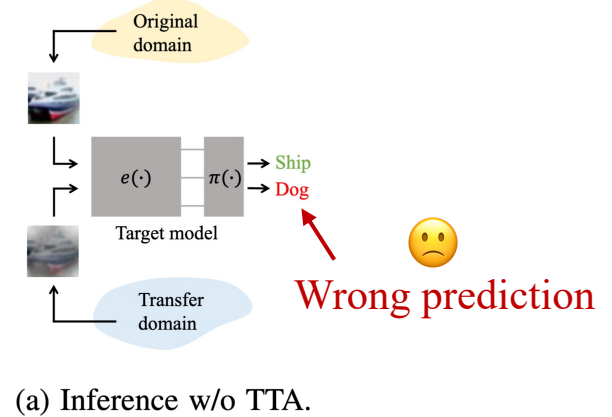 Original
domain
e(·)
π(·)
Ship
Dog
Target model
Wrong prediction
Transfer
domain
(a) Inference w/o TTA.